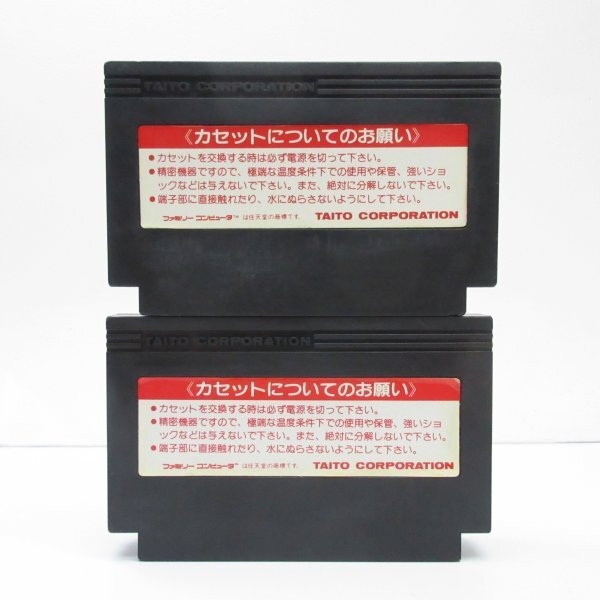 TAITO CORPORATION
《カセットについてのお願い》
●カセットを交換する時は必ず電源を切って下さい。
●精密機器ですので、極端な温度条件下での使用や保管、強いショ
ックなどは与えないで下さい。また、絶対に分解しないで下さい。
●端子部に直接触れたり、水にぬらさないようにして下さい。
ファミリーコンピュータ™は任天堂の商標です。 TAITO CORPORATION
TAITO CORPORATION
《カセットについてのお願い》
●カセットを交換する時は必ず電源を切って下さい。
●精密機器ですので、極端な温度条件下での使用や保管、強いショ
ックなどは与えないで下さい。また、絶対に分解しないで下さい。
●端子部に直接触れたり、水にぬらさないようにして下さい。
ファミリーコンピュータ™は任天堂の商標です。 TAITO CORPORATION